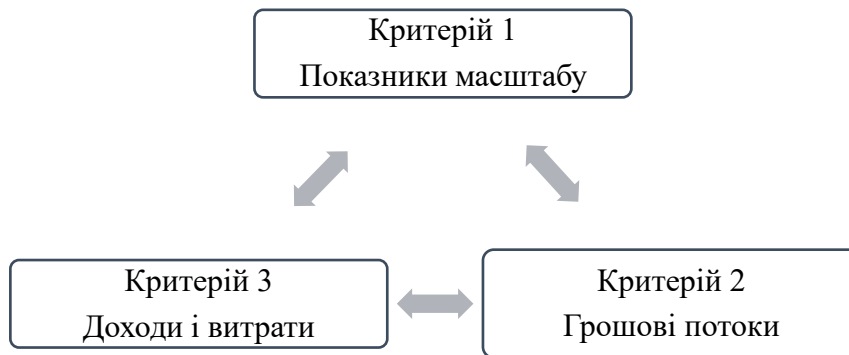 Критерій 1
Показники масштабу
Критерій 3
Доходи і витрати
Критерій 2
Грошові потоки